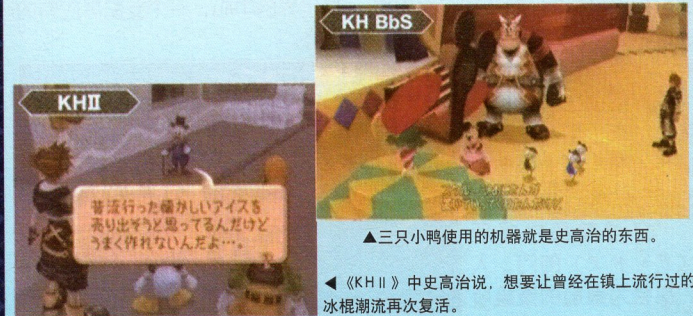 KH BbS
KHⅡ
昔流行った懐かしいアイスを
売り出そうと思ってるんだけど
うまく作れないんだよ…。
▲三只小鸭使用的机器就是史高治的东西。
◀《KHⅡ》中史高治说，想要让曾经在镇上流行过的
冰棍潮流再次复活。